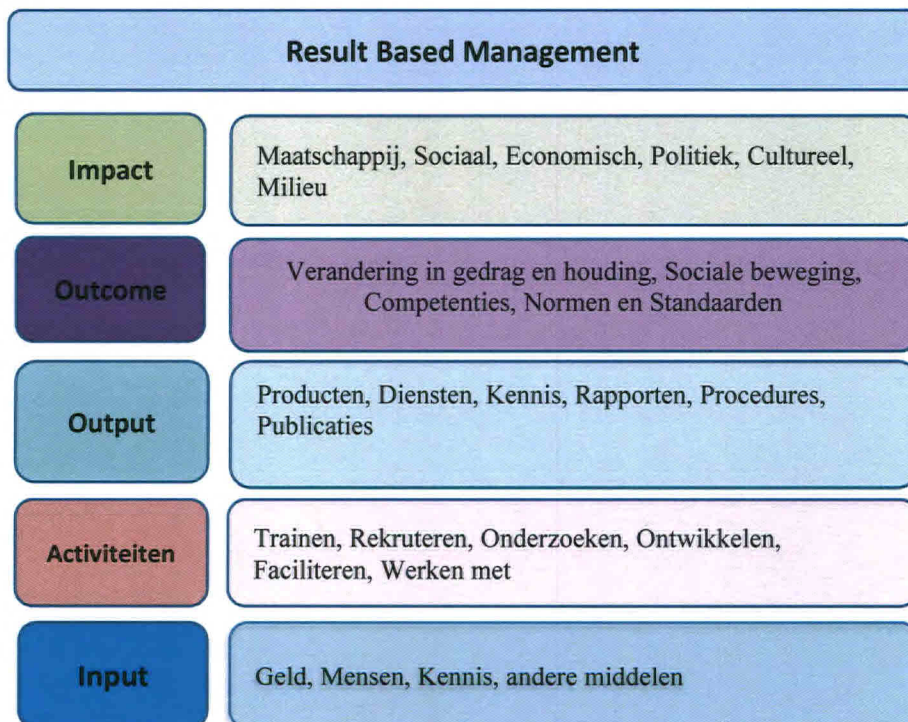 Result Based Management
Impact
Maatschappij, Sociaal, Economisch, Politiek, Cultureel,
Milieu
Outcome
Verandering in gedrag en houding, Sociale beweging,
Competenties, Normen en Standaarden
Output
Producten, Diensten, Kennis, Rapporten, Procedures,
Publicaties
Activiteiten
Trainen, Rekruteren, Onderzoeken, Ontwikkelen,
Faciliteren, Werken met
Input
Geld, Mensen, Kennis, andere middelen